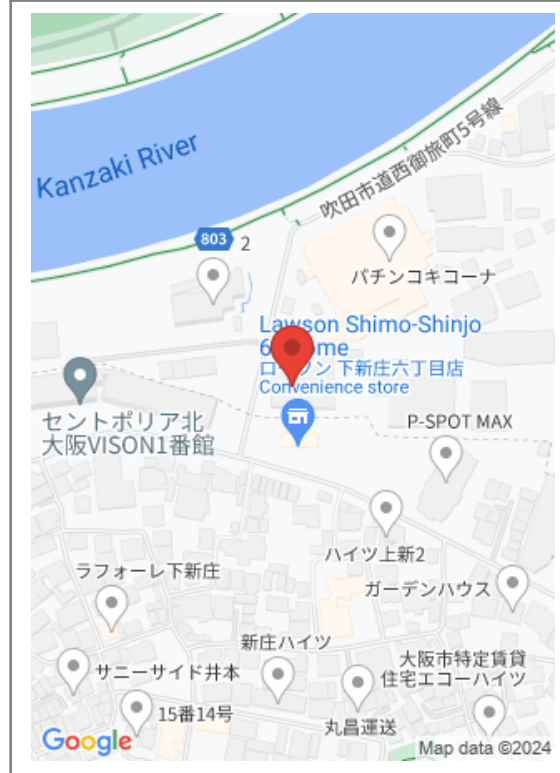 Kanzaki River
吹田市道西御旅町5号線
803
2
パチンコキコーナ
Lawson Shimo-Shinjo
6
ome
ローソン 下新庄六丁目店
Convenience store
セントポリア北
大阪VISON1番館
P-SPOT MAX
ハイツ上新2
ラフォーレ下新庄
ガーデンハウス
新庄ハイツ
大阪市特定賃貸
住宅エコーハイツ
サニーサイド井本
15番14号
丸昌運送
Google
Map data ©2024